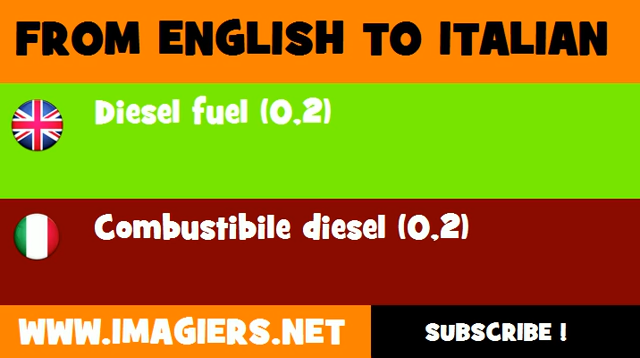 FROM ENGLISH TO ITALIAN
Diesel fuel (0,2)
Combustibile diesel (0,2)
WWW.IMAGIERS.NET
SUBSCRIBE !